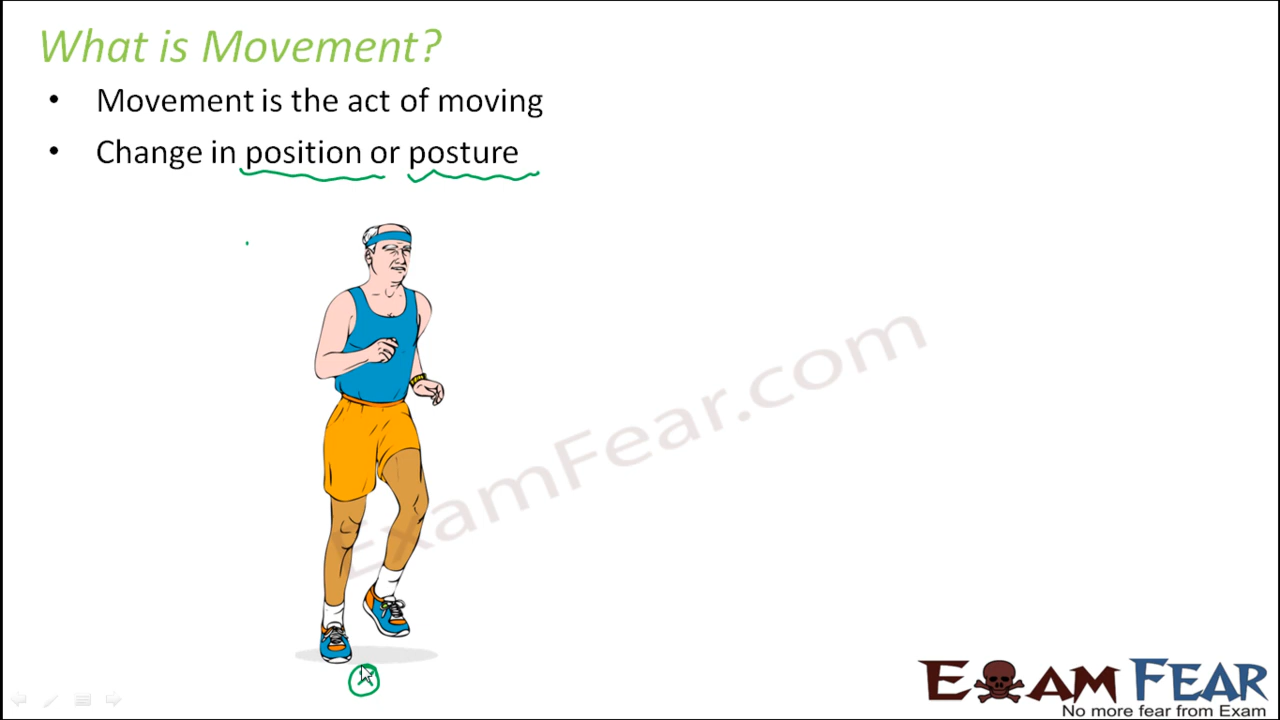 What is Movement?
• Movement is the act of moving
• Change in position or posture
ExamFear.com
EXAM FEAR
No more fear from Exam